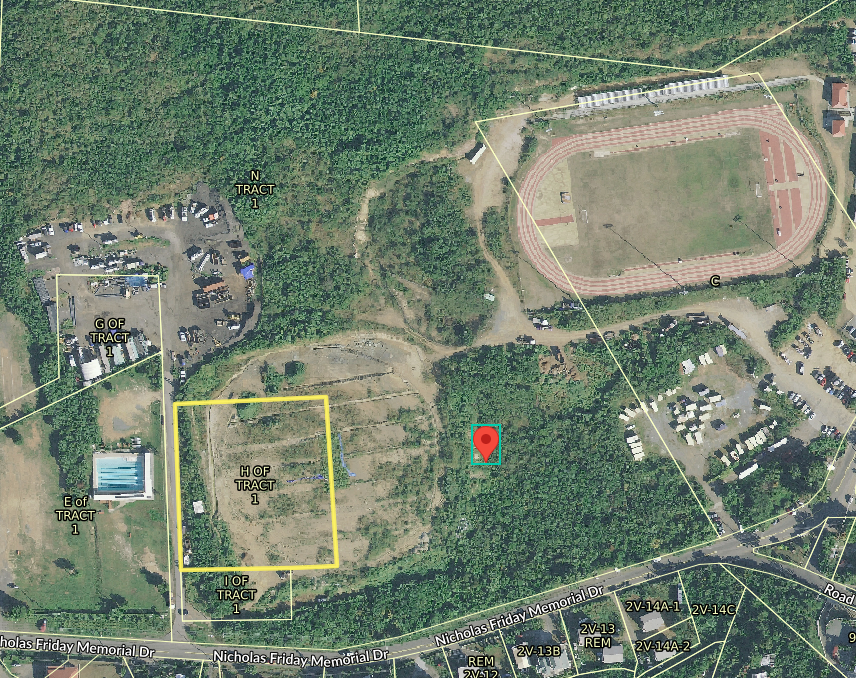 N
TRACT
1
C
G OF
TRACT
1
H OF
TRACT
1
E of
TRACT
1
I OF
TRACT
1
Nicholas Friday Memorial Dr
Road
2V-14A-1
2V-14C
2V-13
REM
2V-14A-2
2V-13B
REM
2V-12
9
holas Friday Memorial Dr
Nicholas Friday Memorial Dr